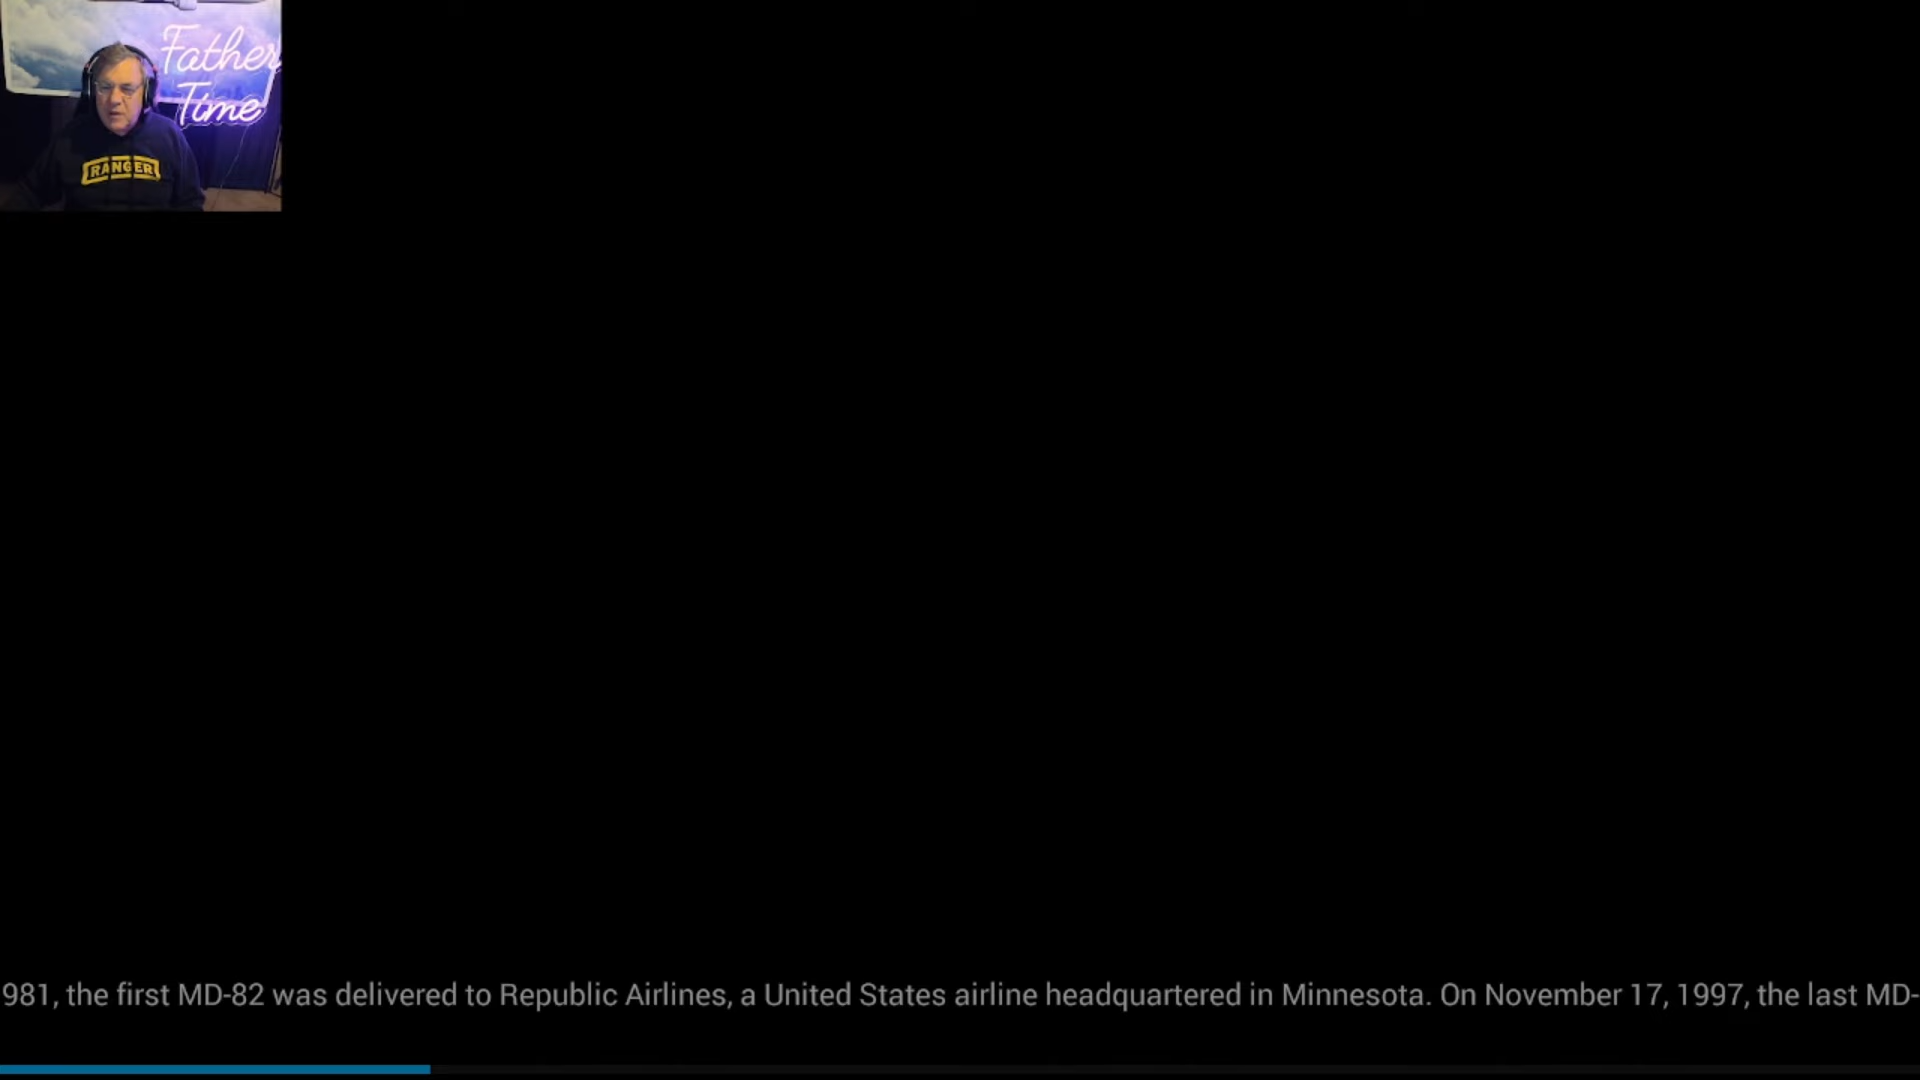 Father
Time
RANGER
981, the first MD-82 was delivered to Republic Airlines, a United States airline headquartered in Minnesota. On November 17, 1997, the last MD-